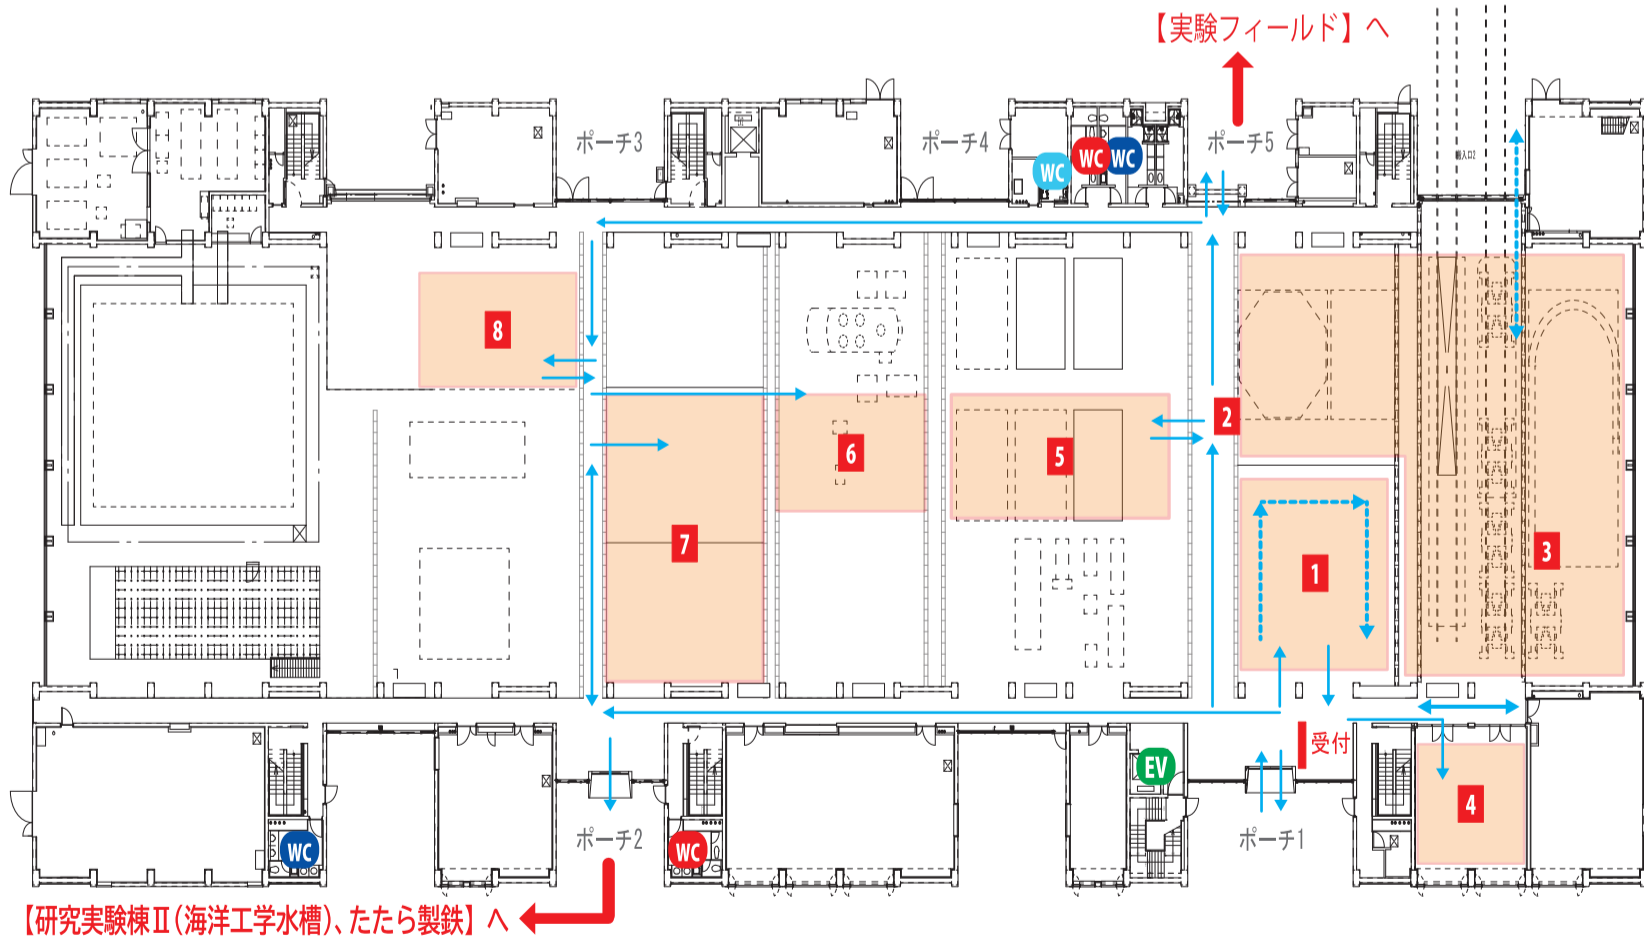 【実験フィールド】へ
ポーチ3
ポーチ4
ポーチ5
WC
WC
WC
8
2
6
5
7
1
3
受付
EV
4
ポーチ2
ポーチ1
WC
WC
【研究実験棟Ⅱ(海洋工学水槽)、たたら製鉄】へ